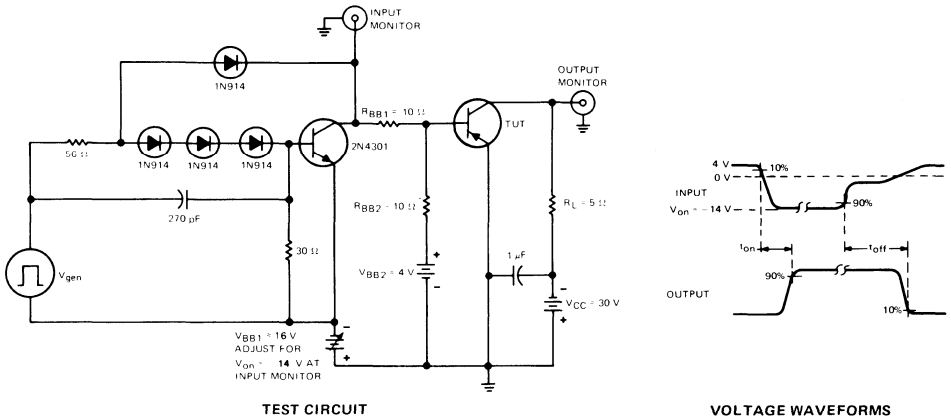 INPUT
MONITOR
1N914
OUTPUT
MONITOR
RBB1 = 10 Ω
TUT
2N4301
56 Ω
1N914
1N914
1N914
270 pF
30 Ω
RBB2 = 10 Ω
RL = 5 Ω
1 μF
Vgen
+
VBB2 = 4 V
-
-
VCC = 30 V
+
VBB1 = 16 V
ADJUST FOR
Von = 14 V AT
INPUT MONITOR
-
+
TEST CIRCUIT
4 V
10%
0 V
INPUT
Von = -14 V
90%
ton
toff
90%
OUTPUT
10%
VOLTAGE WAVEFORMS